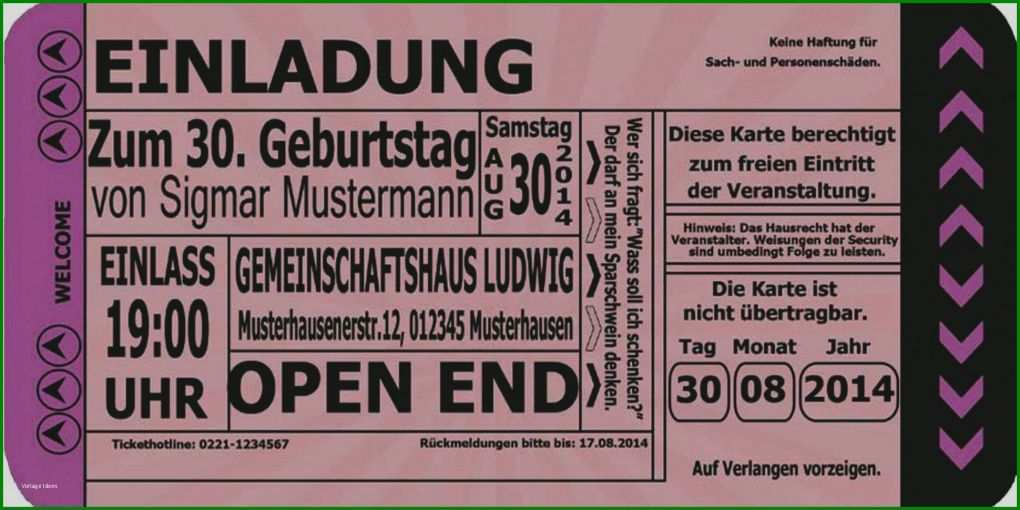 WELCOME
EINLADUNG
Keine Haftung für
Sach- und Personenschäden.
Zum 30. Geburtstag
von Sigmar Mustermann
Samstag
AUG
30
2014
Wer sich fragt:"Wass soll ich schenken?"
Der darf an mein Sparschwein denken.
Diese Karte berechtigt
zum freien Eintritt
der Veranstaltung.
Hinweis: Das Hausrecht hat der
Veranstalter. Weisungen der Security
sind umbedingt Folge zu leisten.
EINLASS
19:00
UHR
GEMEINSCHAFTSHAUS LUDWIG
Musterhausenerstr.12, 012345 Musterhausen
OPEN END
Die Karte ist
nicht übertragbar.
Tag Monat Jahr
30 08 2014
Tickethotline: 0221-1234567
Rückmeldungen bitte bis: 17.08.2014
Auf Verlangen vorzeigen.
Vorlage Ideen